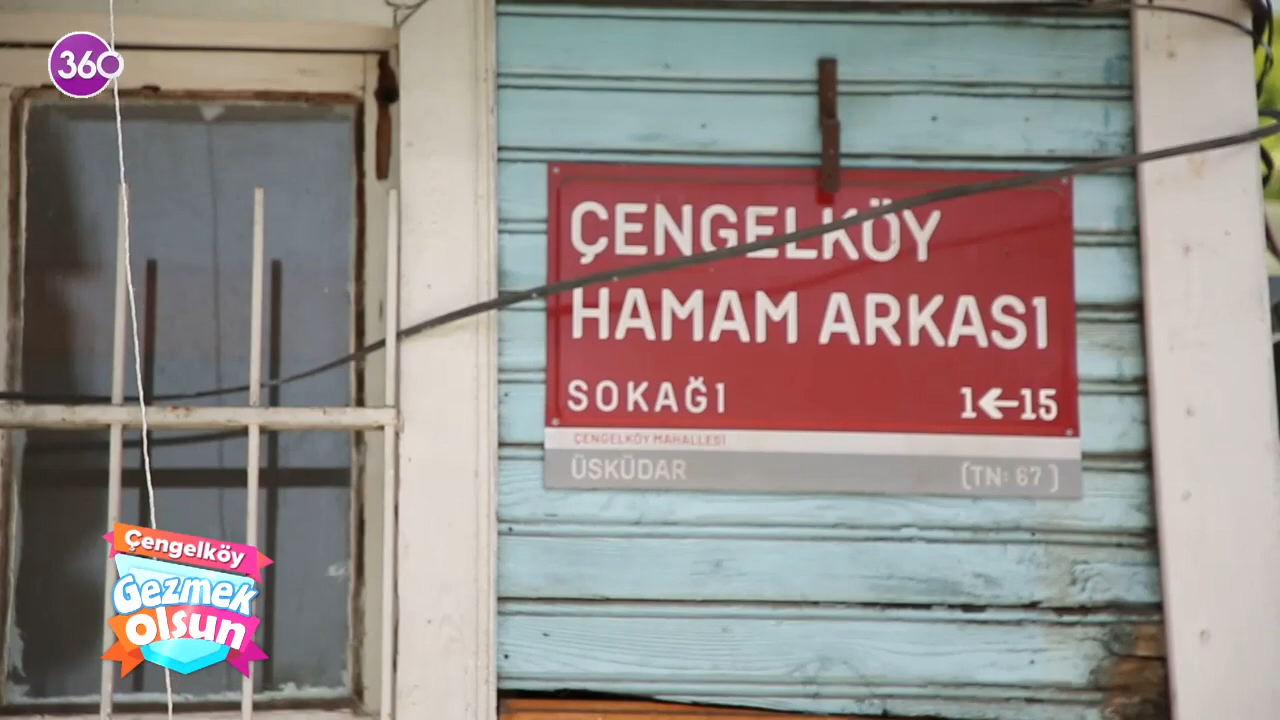 360
ÇENGELKÖY
HAMAM ARKASI
SOKAĞI
1←15
ÇENGELKÖY MAHALLESİ
ÜSKÜDAR
(TN: 67)
Çengelköy
Gezmek
olsun